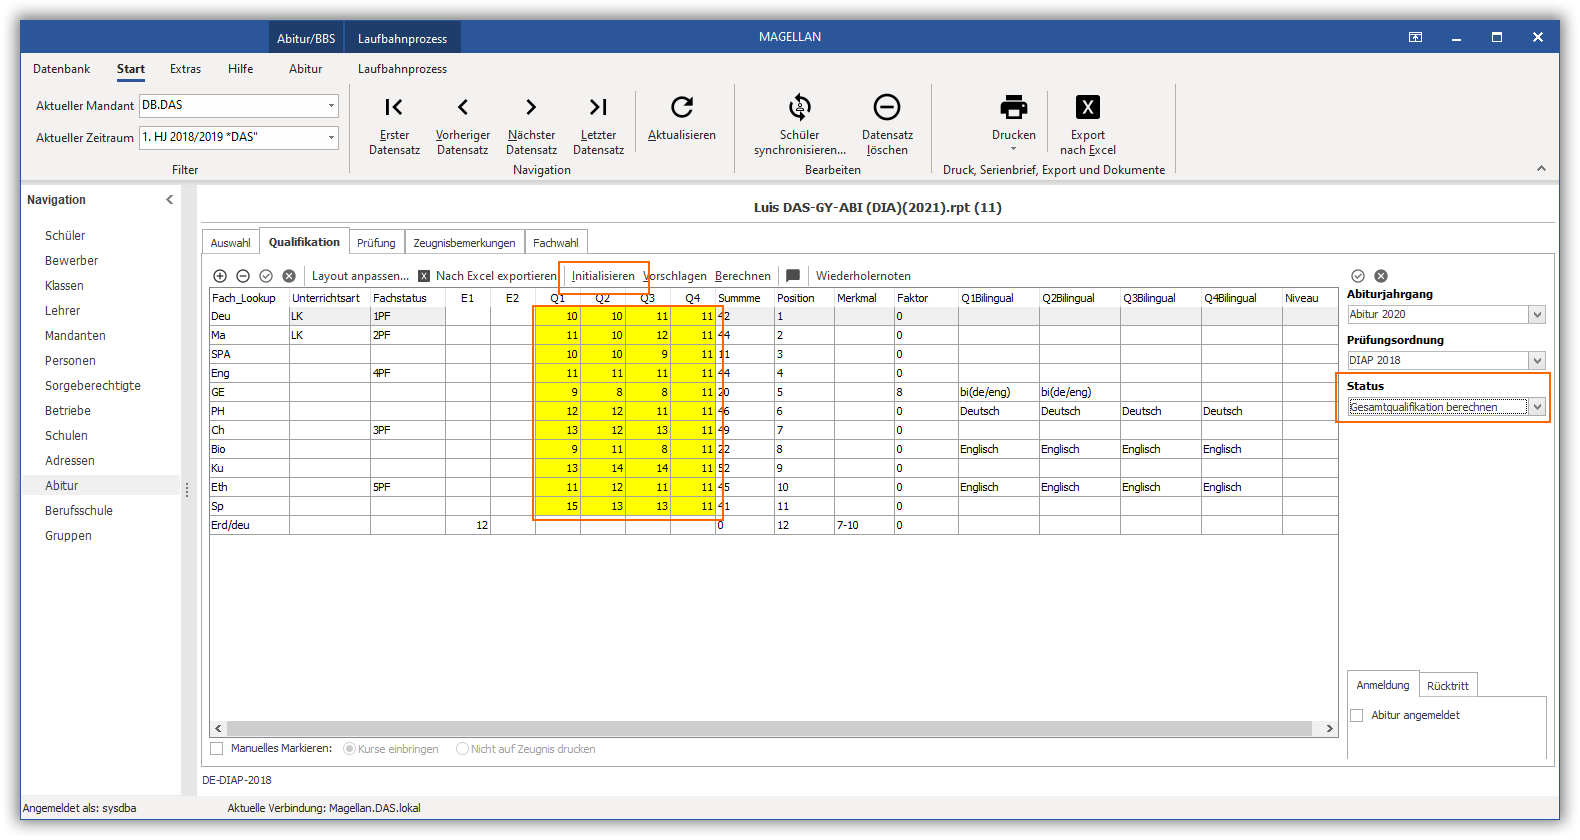 Abitur/BBS Laufbahnprozess MAGELLAN
Datenbank Start Extras Hilfe Abitur Laufbahnprozess
Aktueller Mandant DB.DAS
Aktueller Zeitraum 1. HJ 2018/2019 *DAS"
Filter
Erster Datensatz
Vorheriger Datensatz
Nächster Datensatz
Letzter Datensatz
Navigation
Aktualisieren
Schüler synchronisieren...
Datensatz löschen
Bearbeiten
Drucken
Export nach Excel
Druck, Serienbrief, Export und Dokumente
Navigation
Schüler
Bewerber
Klassen
Lehrer
Mandanten
Personen
Sorgeberechtigte
Betriebe
Schulen
Adressen
Abitur
Berufsschule
Gruppen
Luis DAS-GY-ABI (DIA)(2021).rpt (11)
Auswahl Qualifikation Prüfung Zeugnisbemerkungen Fachwahl
Layout anpassen... Nach Excel exportieren Initialisieren Vorschlagen Berechnen Wiederholernoten
Fach_Lookup Unterrichtsart Fachstatus E1 E2 Q1 Q2 Q3 Q4 Summme Position Merkmal Faktor Q1Bilingual Q2Bilingual Q3Bilingual Q4Bilingual Niveau
Deu LK 1PF 10 10 11 11 42 1 0
Ma LK 2PF 11 10 12 11 44 2 0
SPA 10 10 9 11 11 3 0
Eng 4PF 11 11 11 11 44 4 0
GE 9 8 8 11 20 5 8 bi(de/eng) bi(de/eng)
PH 12 12 11 11 46 6 0 Deutsch Deutsch Deutsch Deutsch
Ch 3PF 13 12 13 11 49 7 0
Bio 9 11 8 11 22 8 0 Englisch Englisch Englisch Englisch
Ku 13 14 14 11 52 9 0
Eth 5PF 11 12 11 11 45 10 0 Englisch Englisch Englisch Englisch
Sp 15 13 13 11 41 11 0
Erd/deu 12 0 12 7-10 0
Manuelles Markieren: Kurse einbringen Nicht auf Zeugnis drucken
Abiturjahrgang
Abitur 2020
Prüfungsordnung
DIAP 2018
Status
Gesamtqualifikation berechnen
Anmeldung Rücktritt
Abitur angemeldet
DE-DIAP-2018
Angemeldet als: sysdba Aktuelle Verbindung: Magellan.DAS.lokal